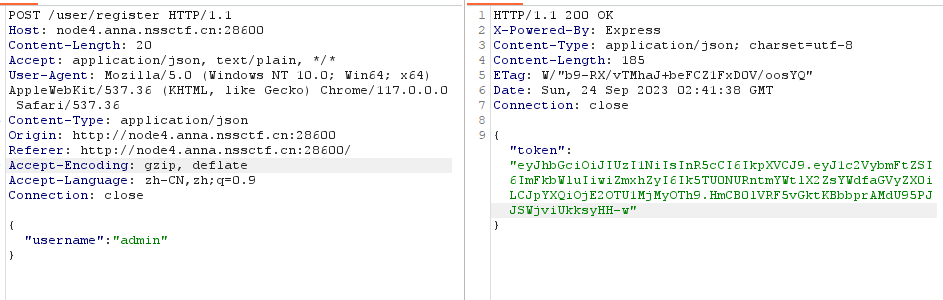 POST /user/register HTTP/1.1
Host: node4.anna.nssctf.cn:28600
Content-Length: 20
Accept: application/json, text/plain, */*
User-Agent: Mozilla/5.0 (Windows NT 10.0; Win64; x64)
AppleWebKit/537.36 (KHTML, like Gecko) Chrome/117.0.0.0
Safari/537.36
Content-Type: application/json
Origin: http://node4.anna.nssctf.cn:28600
Referer: http://node4.anna.nssctf.cn:28600/
Accept-Encoding: gzip, deflate
Accept-Language: zh-CN,zh;q=0.9
Connection: close
{
"username":"admin"
}
1 HTTP/1.1 200 OK
2 X-Powered-By: Express
3 Content-Type: application/json; charset=utf-8
4 Content-Length: 185
5 ETag: W/"b9-RX/vTMhaJ+beFCZ1FxDOV/oosYQ"
6 Date: Sun, 24 Sep 2023 02:41:38 GMT
7 Connection: close
8
9 {
"token":
"eyJhbGciOiJIUzI1NiIsInR5cCI6IkpXVCJ9.eyJ1c2VybmFtZSI
6ImFkbWluIiwiZmxhZyI6Ik5TU0NURntmYWtlX2ZsYWdfaGVyZX0i
LCJpYXQiOjE2OTU1MjMyOTh9.HmCB01VRF5vGktKBbbprAMdU95PJ
JSWjviUkksyHH-w"
}